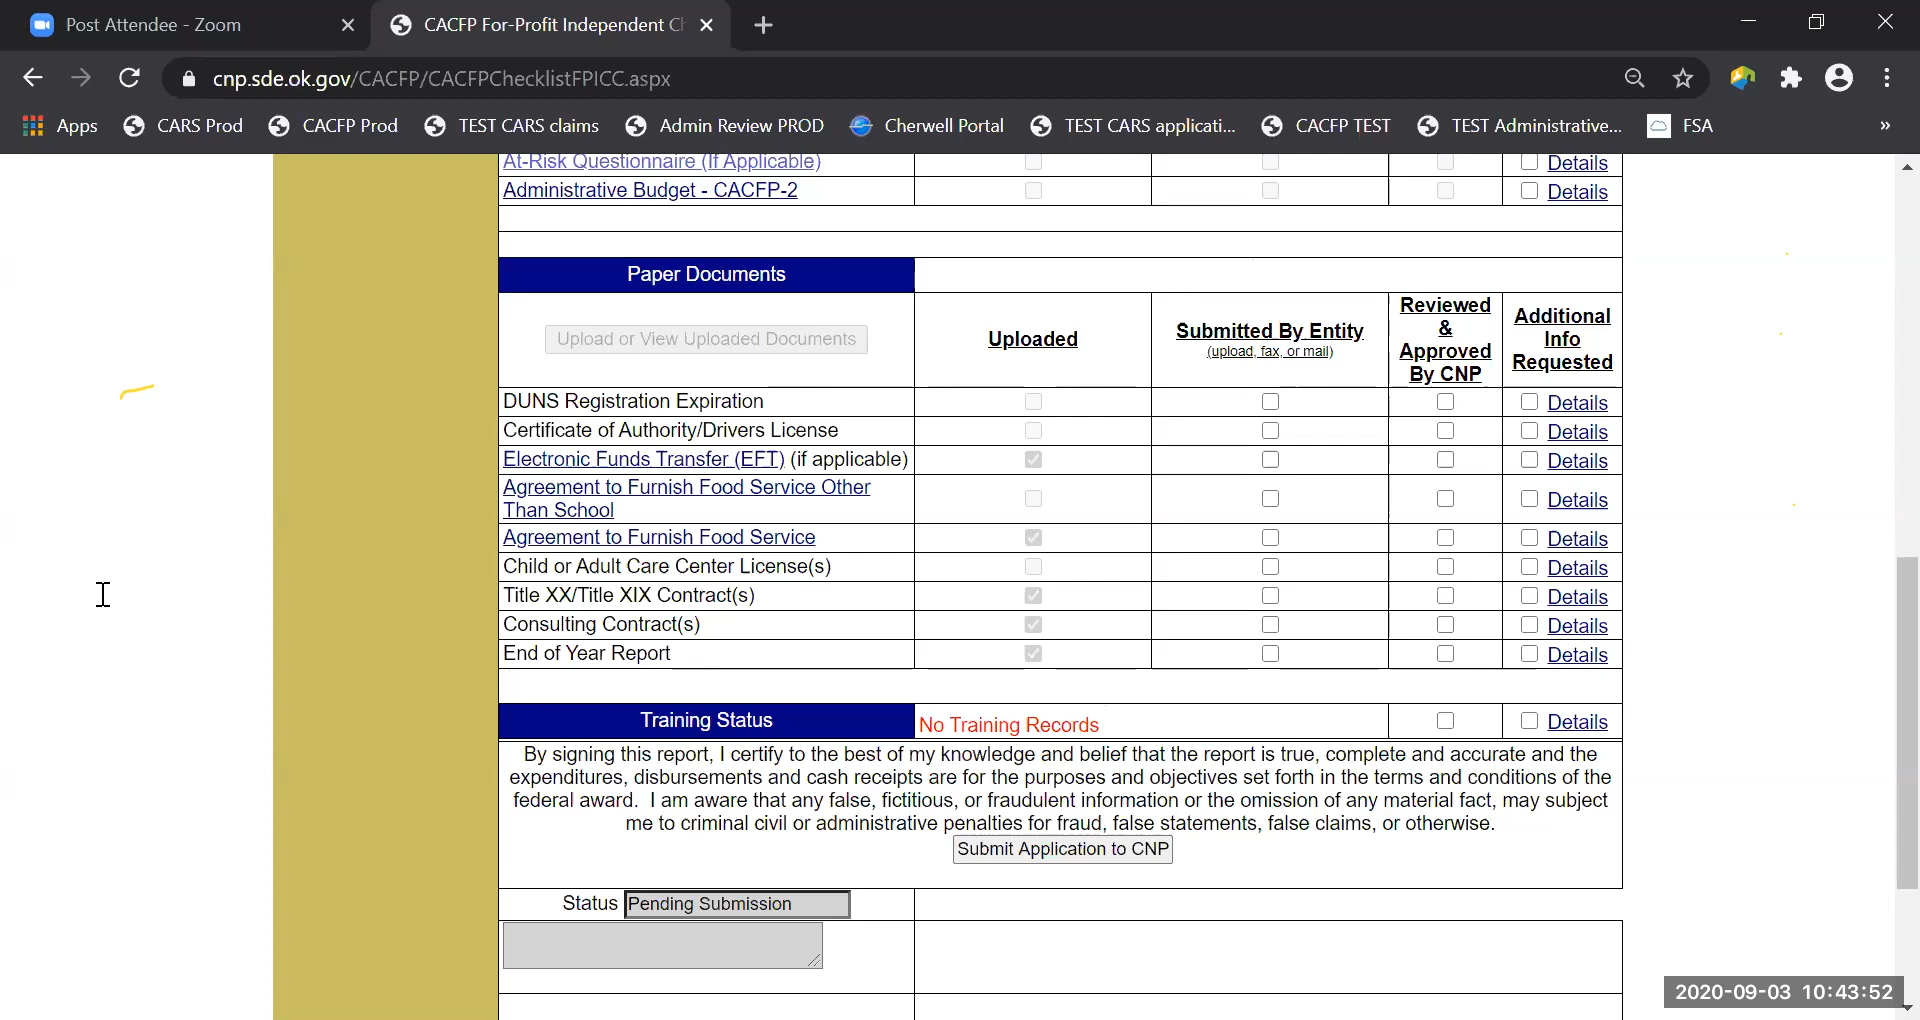 Post Attendee - Zoom
CACFP For-Profit Independent Ch
cnp.sde.ok.gov/CACFP/CACFPChecklistFPICC.aspx
Apps CARS Prod CACFP Prod TEST CARS claims Admin Review PROD Cherwell Portal TEST CARS applicati... CACFP TEST TEST Administrative... FSA »
At-Risk Questionnaire (If Applicable) Details
Administrative Budget - CACFP-2 Details
Paper Documents
Upload or View Uploaded Documents
Uploaded
Submitted By Entity
(upload, fax, or mail)
Reviewed
&
Approved
By CNP
Additional
Info
Requested
DUNS Registration Expiration Details
Certificate of Authority/Drivers License Details
Electronic Funds Transfer (EFT) (if applicable) Details
Agreement to Furnish Food Service Other
Than School Details
Agreement to Furnish Food Service Details
Child or Adult Care Center License(s) Details
Title XX/Title XIX Contract(s) Details
Consulting Contract(s) Details
End of Year Report Details
Training Status No Training Records Details
By signing this report, I certify to the best of my knowledge and belief that the report is true, complete and accurate and the
expenditures, disbursements and cash receipts are for the purposes and objectives set forth in the terms and conditions of the
federal award. I am aware that any false, fictitious, or fraudulent information or the omission of any material fact, may subject
me to criminal civil or administrative penalties for fraud, false statements, false claims, or otherwise.
Submit Application to CNP
Status Pending Submission
2020-09-03 10:43:52